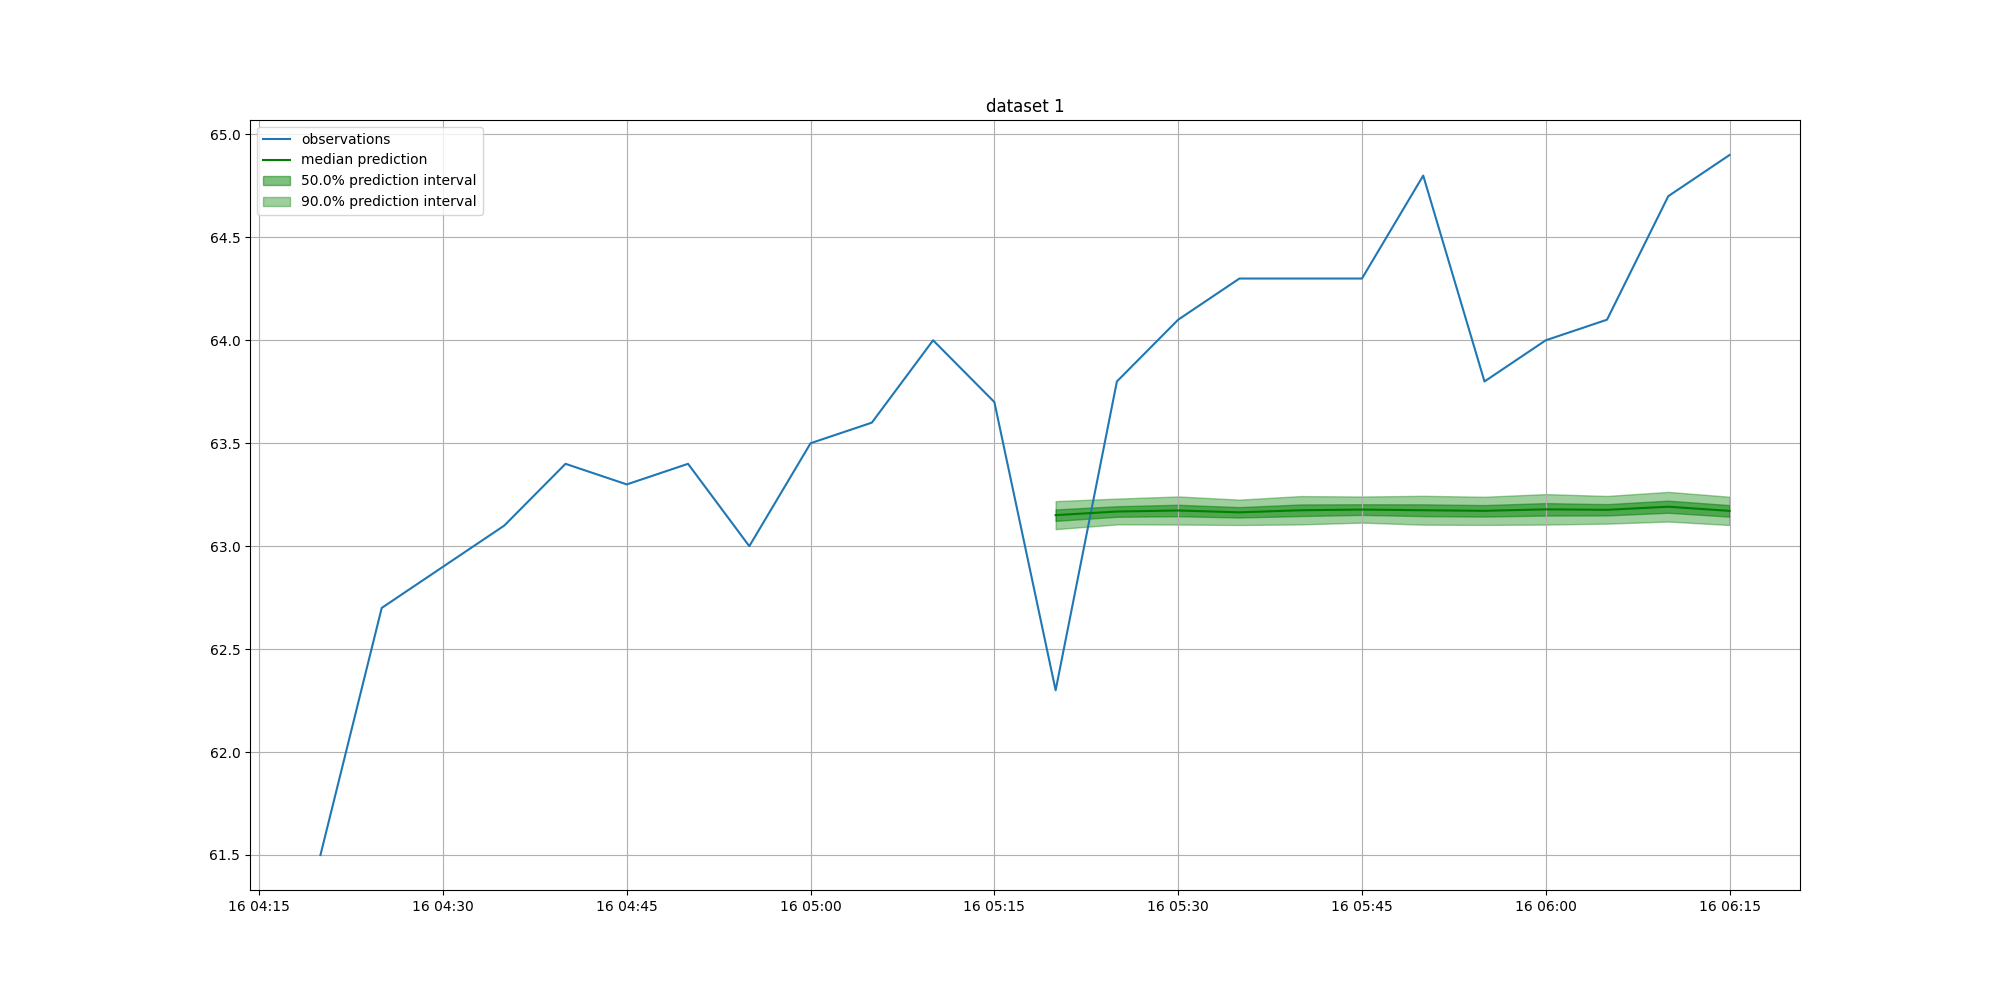 dataset 1
observations
median prediction
50.0% prediction interval
90.0% prediction interval
65.0
64.5
64.0
63.5
63.0
62.5
62.0
61.5
16 04:15 16 04:30 16 04:45 16 05:00 16 05:15 16 05:30 16 05:45 16 06:00 16 06:15